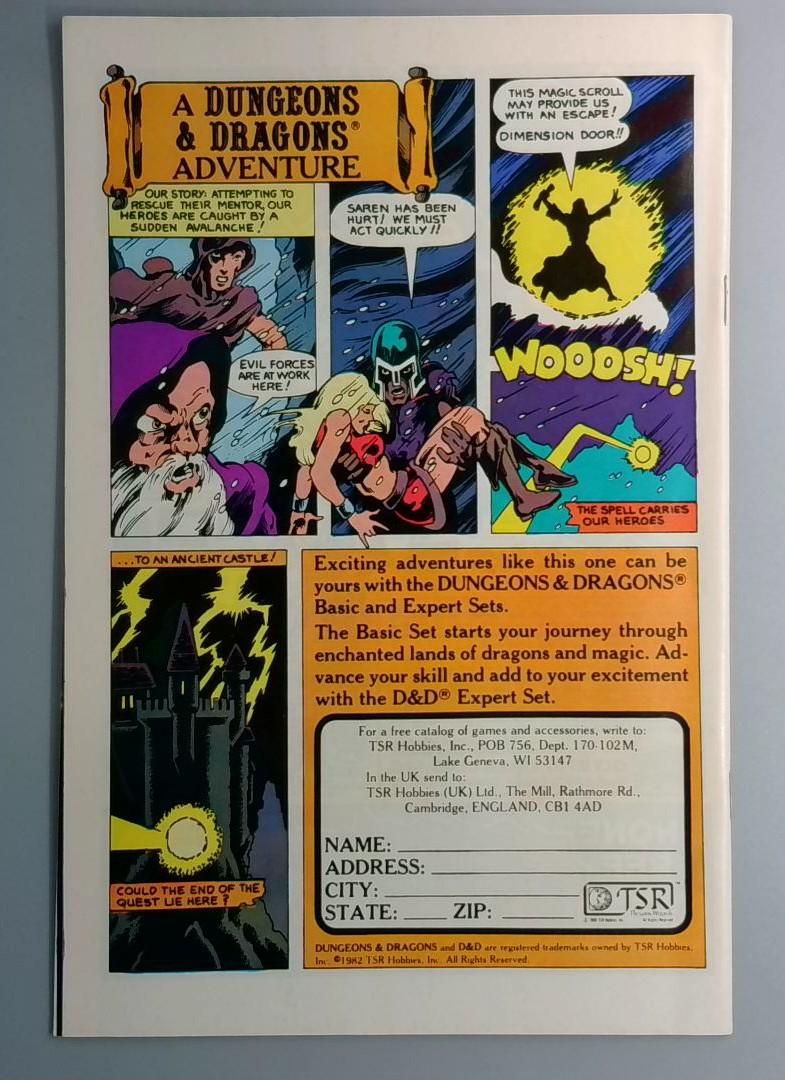 A DUNGEONS
& DRAGONS®
ADVENTURE
OUR STORY: ATTEMPTING TO
RESCUE THEIR MENTOR, OUR
HEROES ARE CAUGHT BY A
SUDDEN AVALANCHE!
EVIL FORCES
ARE AT WORK
HERE!
SAREN HAS BEEN
HURT! WE MUST
ACT QUICKLY!!
THIS MAGIC SCROLL
MAY PROVIDE US
WITH AN ESCAPE!
DIMENSION DOOR!!
WOOOSH!
THE SPELL CARRIES
OUR HEROES
...TO AN ANCIENT CASTLE!
COULD THE END OF THE
QUEST LIE HERE?
Exciting adventures like this one can be
yours with the DUNGEONS & DRAGONS®
Basic and Expert Sets.
The Basic Set starts your journey through
enchanted lands of dragons and magic. Ad-
vance your skill and add to your excitement
with the D&D® Expert Set.
For a free catalog of games and accessories, write to:
TSR Hobbies, Inc., POB 756, Dept. 170-102M,
Lake Geneva, WI 53147
In the UK send to:
TSR Hobbies (UK) Ltd., The Mill, Rathmore Rd.,
Cambridge, ENGLAND, CB1 4AD
NAME:
ADDRESS:
CITY:
STATE: ZIP:
TSR™
DUNGEONS & DRAGONS and D&D are registered trademarks owned by TSR Hobbies,
Inc. ©1982 TSR Hobbies, Inc. All Rights Reserved.